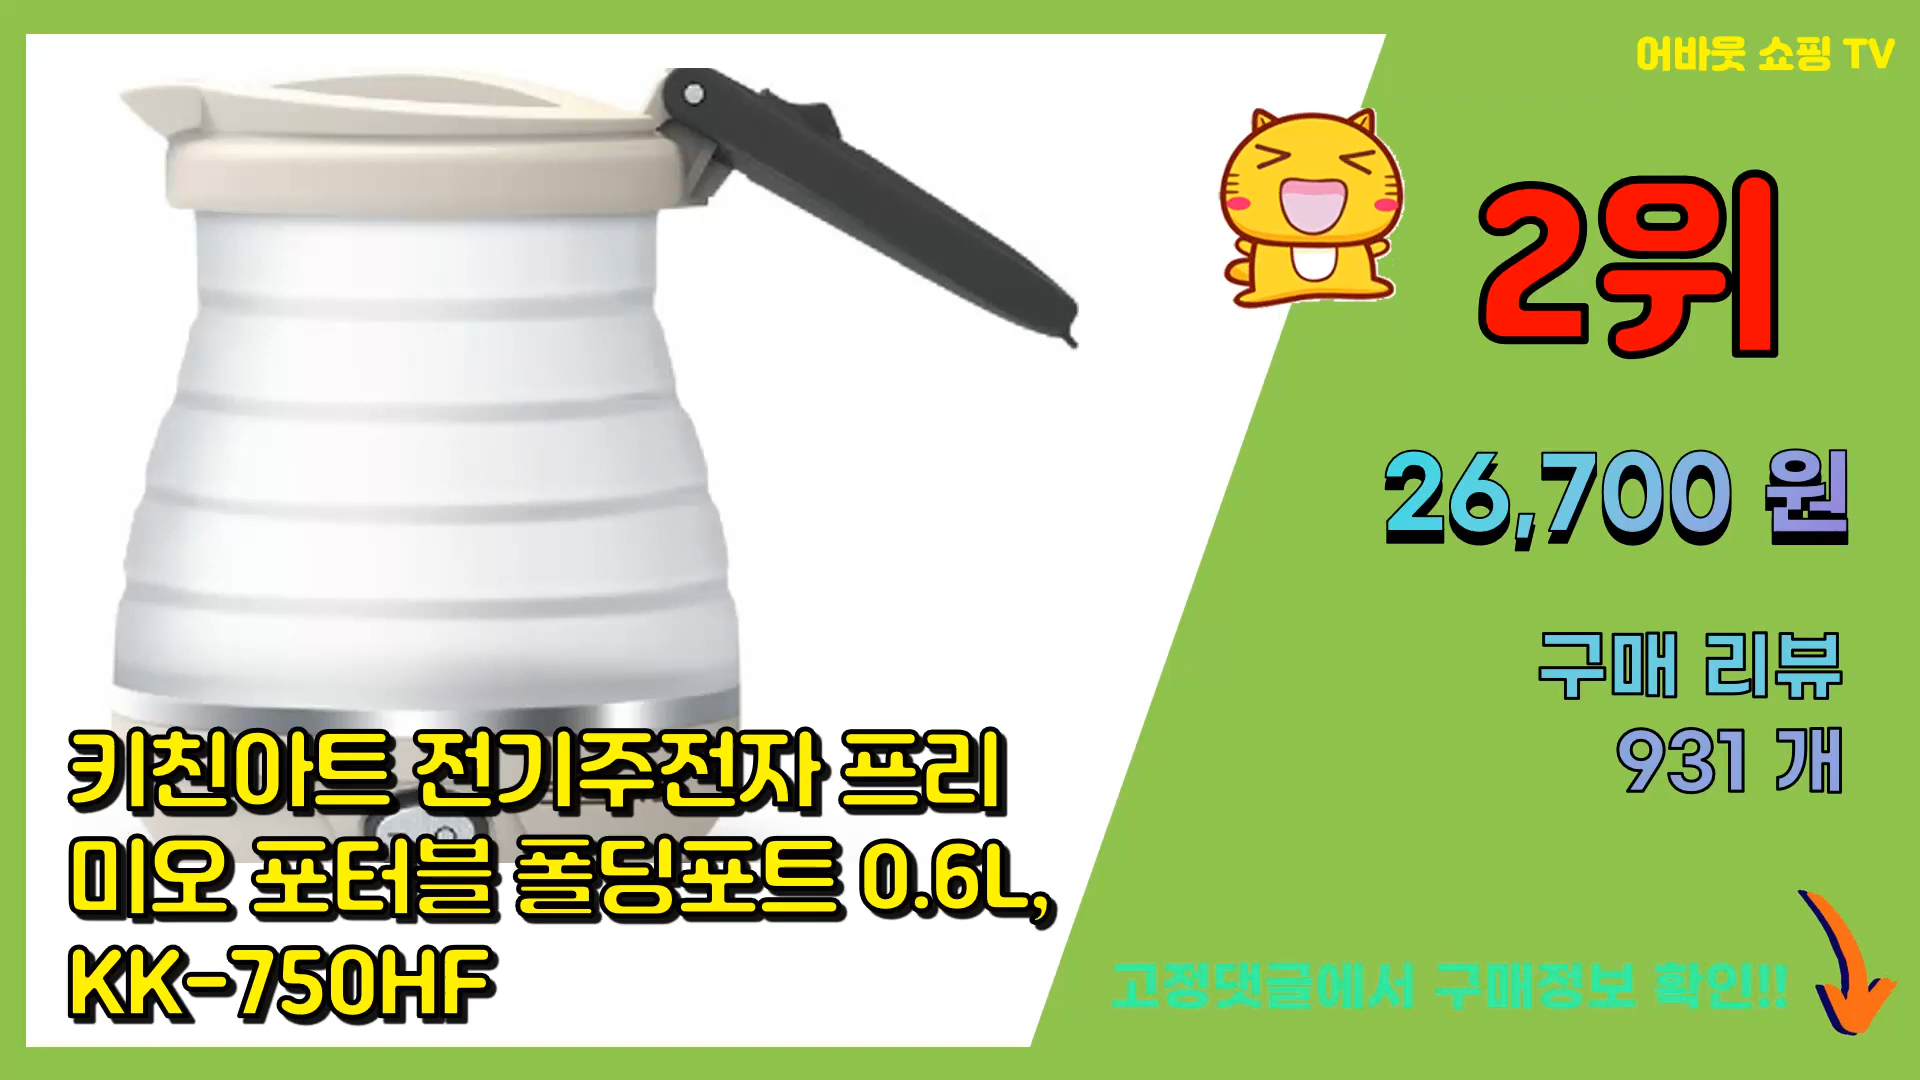 어바웃 쇼핑 TV
2위
26,700 원
구매 리뷰
931 개
키친아트 전기주전자 프리
미오 포터블 폴딩포트 0.6L,
KK-750HF
고정댓글에서 구매정보 확인!!